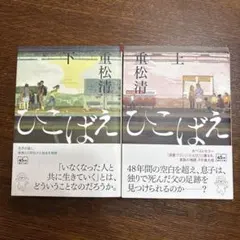 重松清
上
ひこばえ
48年間の空白を超え、息子は、
独りで死んだ父の足跡を
見つけられるのか――?
重松清
下
ひこばえ
「いなくなった人と
共に生きていく」とは、
どういうことなのだろうか。